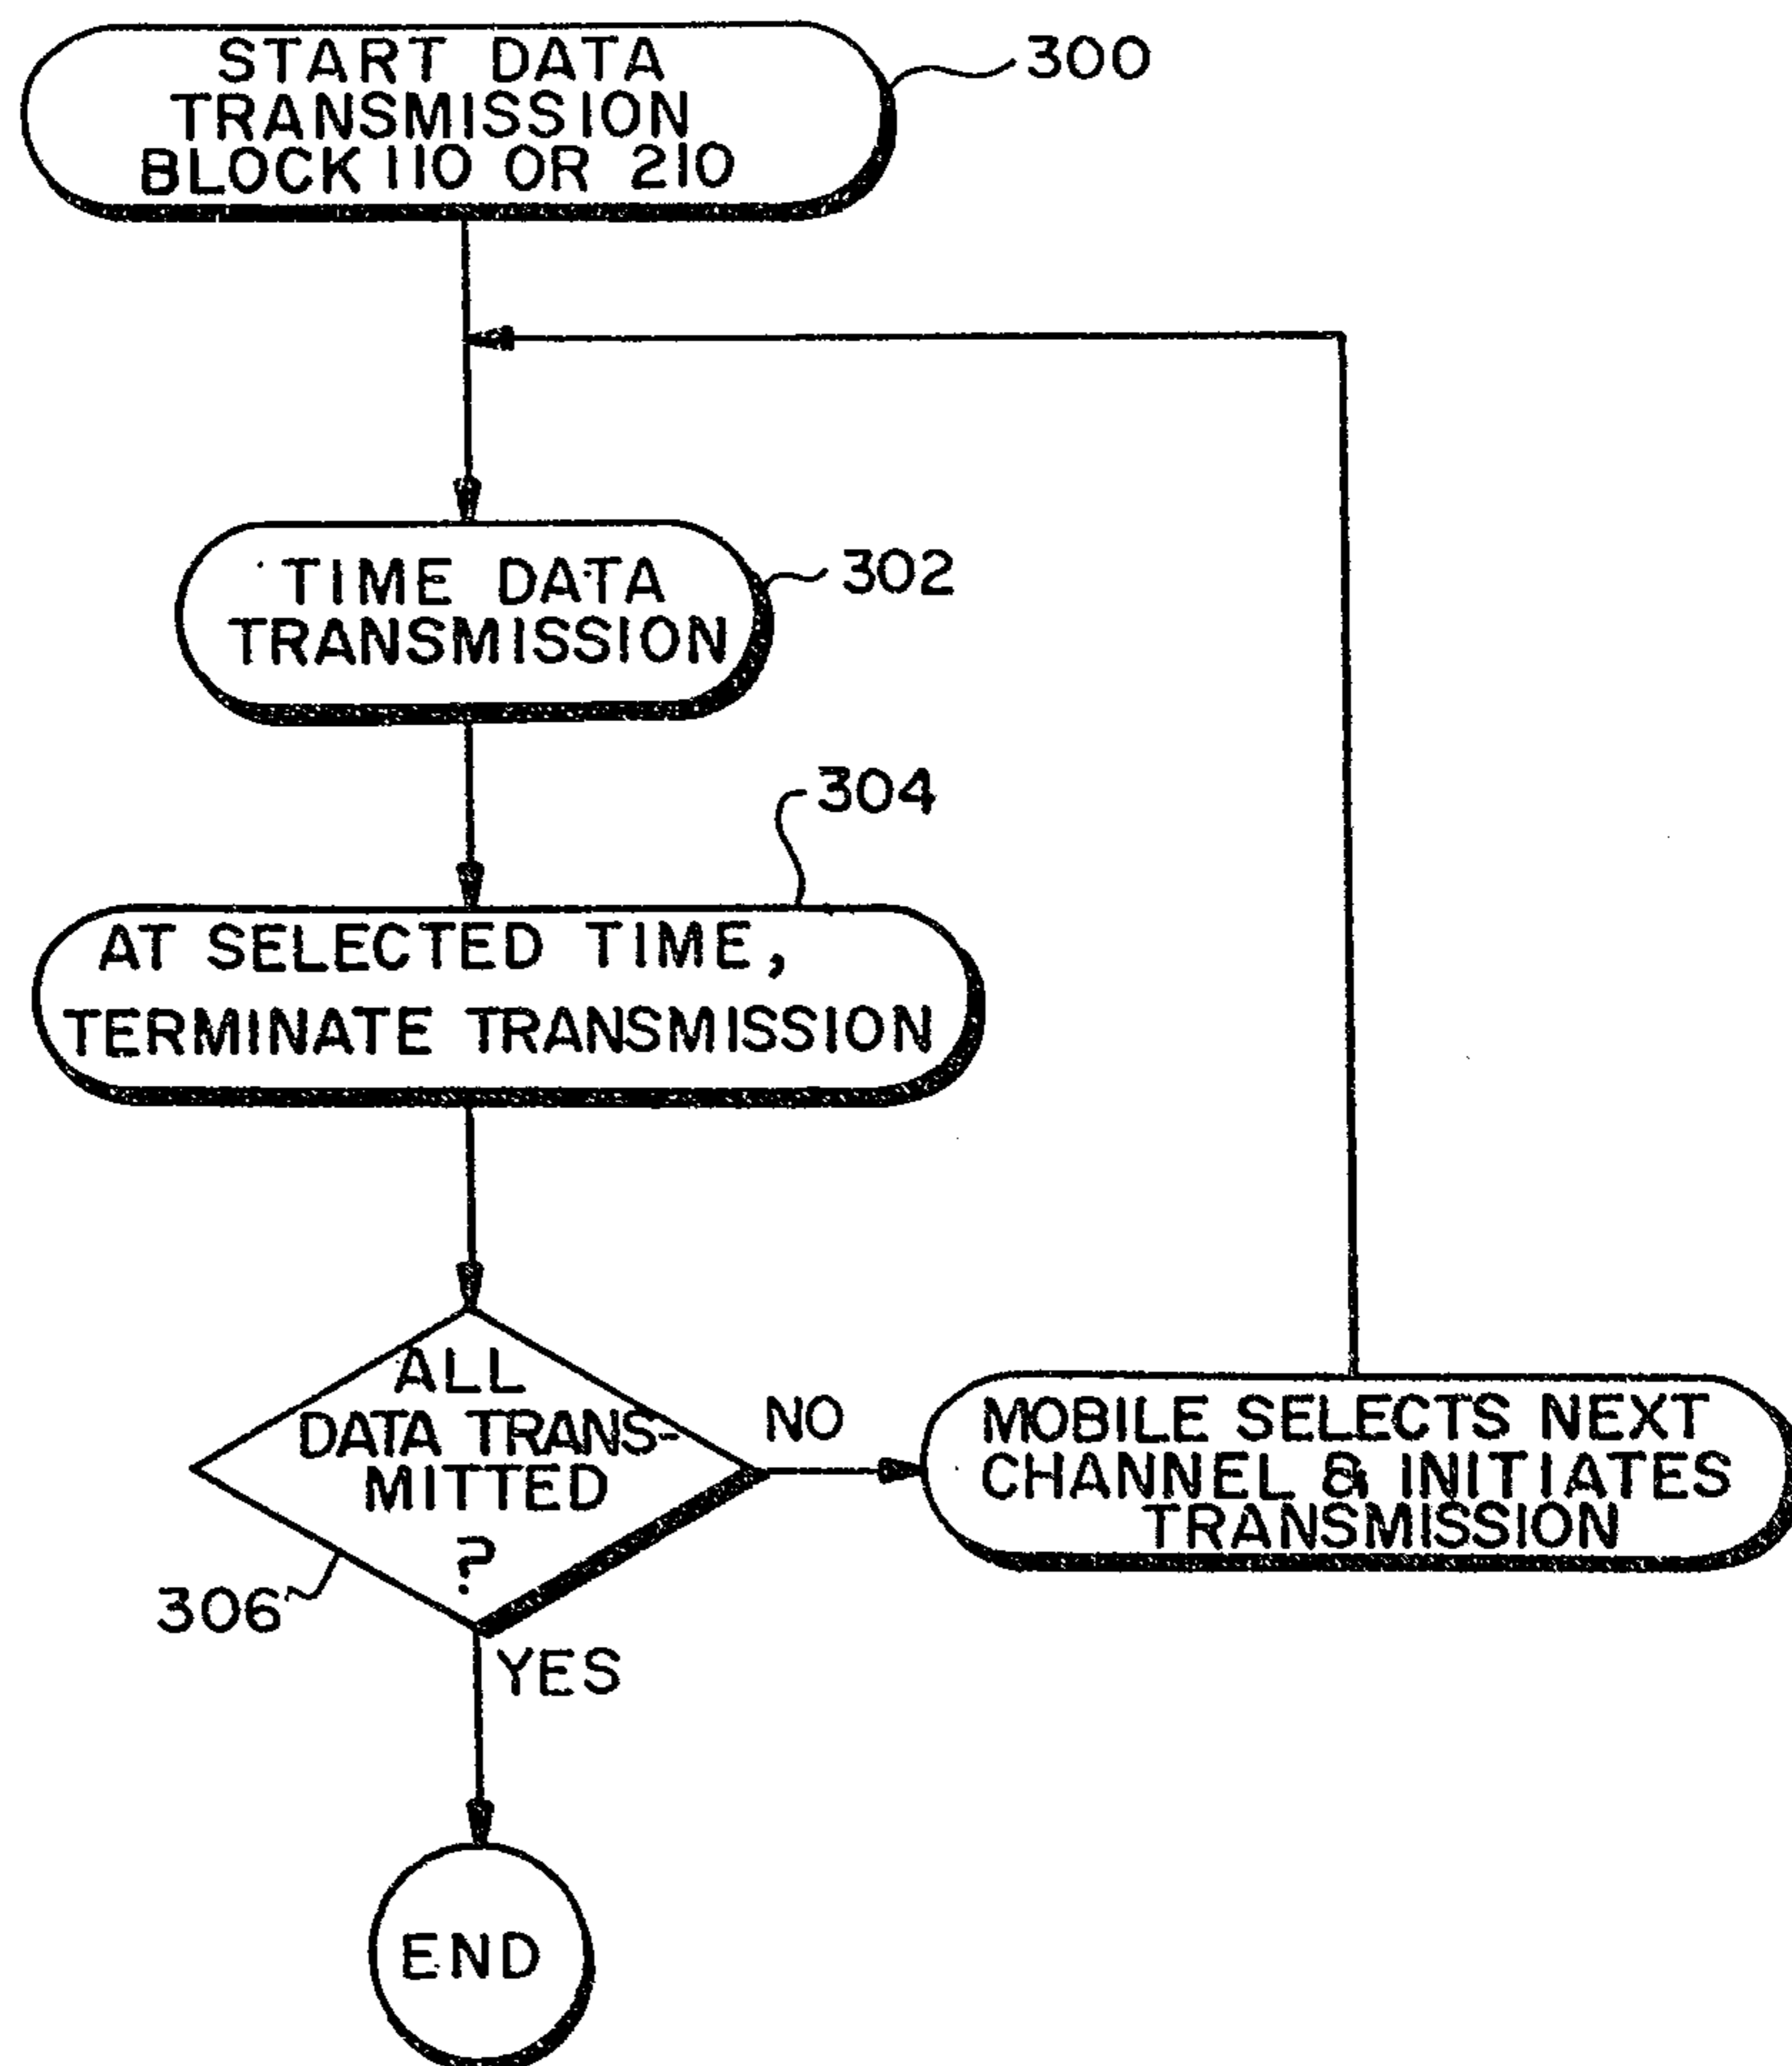 START DATA
TRANSMISSION
BLOCK 110 OR 210
300
TIME DATA
TRANSMISSION
302
304
AT SELECTED TIME,
TERMINATE TRANSMISSION
ALL
DATA TRANS-
MITTED
?
306
NO
MOBILE SELECTS NEXT
CHANNEL & INITIATES
TRANSMISSION
YES
END